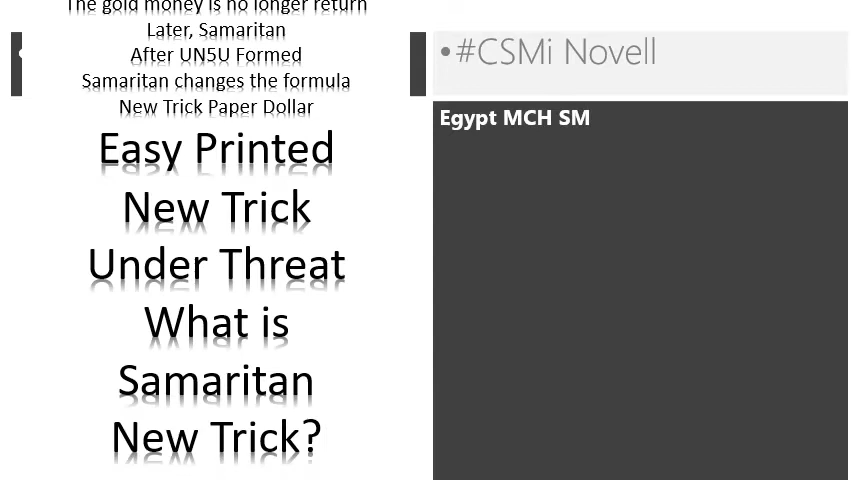 The gold money is no longer return
Later, Samaritan
After UN5U Formed
Samaritan changes the formula
New Trick Paper Dollar
Easy Printed
New Trick
Under Threat
What is
Samaritan
New Trick?
•#CSMi Novell
Egypt MCH SM